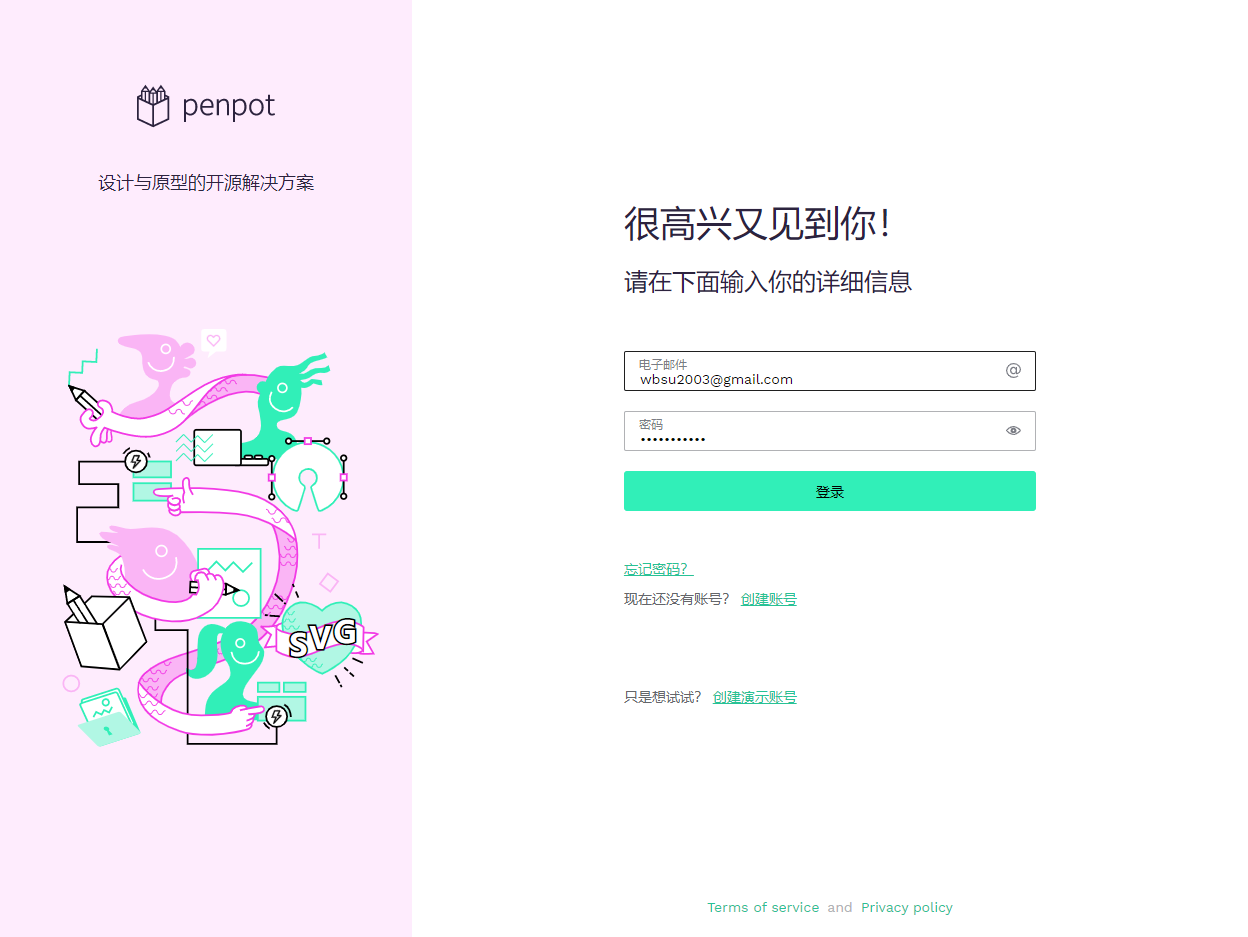 penpot
设计与原型的开源解决方案
T
SVG
很高兴又见到你！
请在下面输入你的详细信息
电子邮件
wbsu2003@gmail.com
@
密码
•••••••••••
登录
忘记密码？
现在还没有账号？ 创建账号
只是想试试？ 创建演示账号
Terms of service and Privacy policy